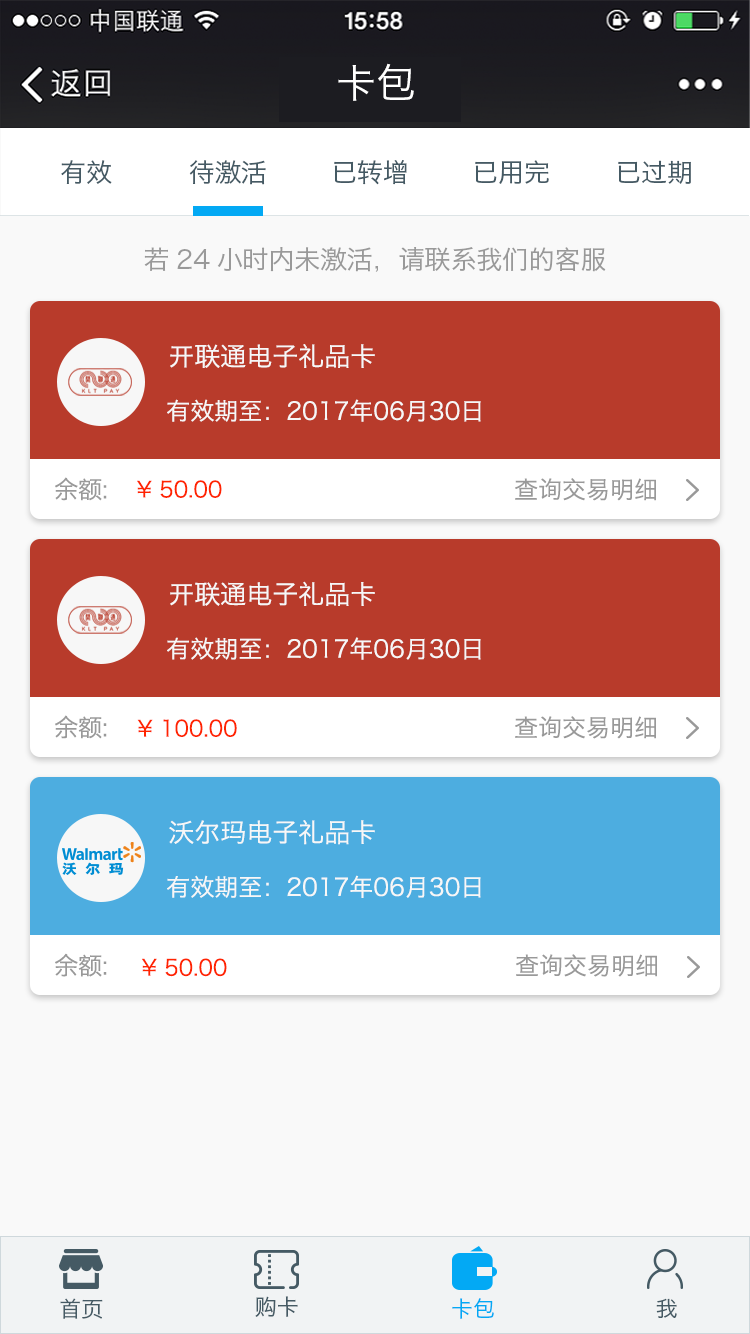 中国联通 15:58
返回 卡包
有效 待激活 已转增 已用完 已过期
若 24 小时内未激活，请联系我们的客服
开联通电子礼品卡
KLT PAY
有效期至：2017年06月30日
余额: ¥ 50.00 查询交易明细
开联通电子礼品卡
KLT PAY
有效期至：2017年06月30日
余额: ¥ 100.00 查询交易明细
沃尔玛电子礼品卡
Walmart
沃尔玛
有效期至：2017年06月30日
余额: ¥ 50.00 查询交易明细
首页 购卡 卡包 我